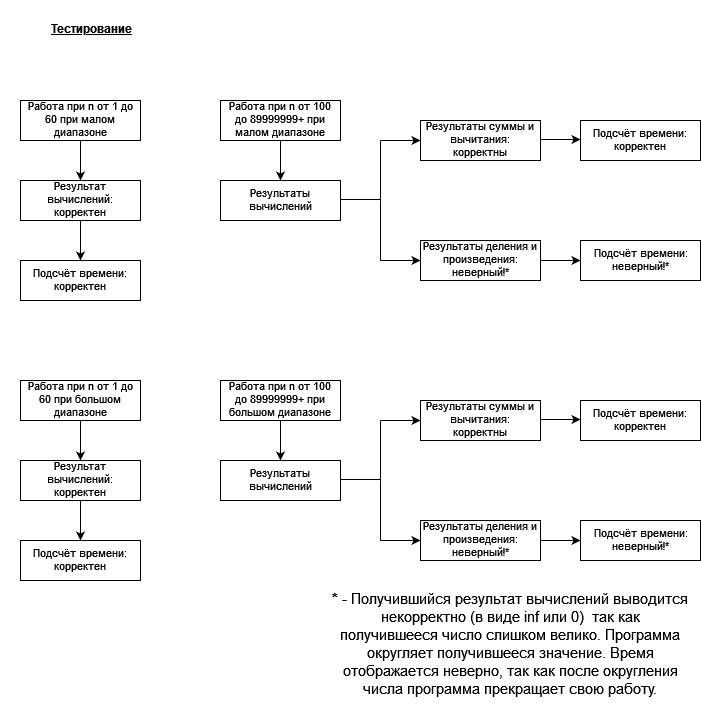 Тестирование
Работа при n от 1 до
60 при малом
диапазоне
Результат
вычислений:
корректен
Подсчёт времени:
корректен
Работа при n от 100
до 89999999+ при
малом диапазоне
Результаты
вычислений
Результаты суммы и
вычитания:
корректны
Подсчёт времени:
корректен
Результаты деления и
произведения:
неверный!*
Подсчёт времени:
неверный!*
Работа при n от 1 до
60 при большом
диапазоне
Результат
вычислений:
корректен
Подсчёт времени:
корректен
Работа при n от 100
до 89999999+ при
большом диапазоне
Результаты
вычислений
Результаты суммы и
вычитания:
корректны
Подсчёт времени:
корректен
Результаты деления и
произведения:
неверный!*
Подсчёт времени:
неверный!*
* - Получившийся результат вычислений выводится
некорректно (в виде inf или 0) так как
получившееся число слишком велико. Программа
округляет получившееся значение. Время
отображается неверно, так как после округления
числа программа прекращает свою работу.